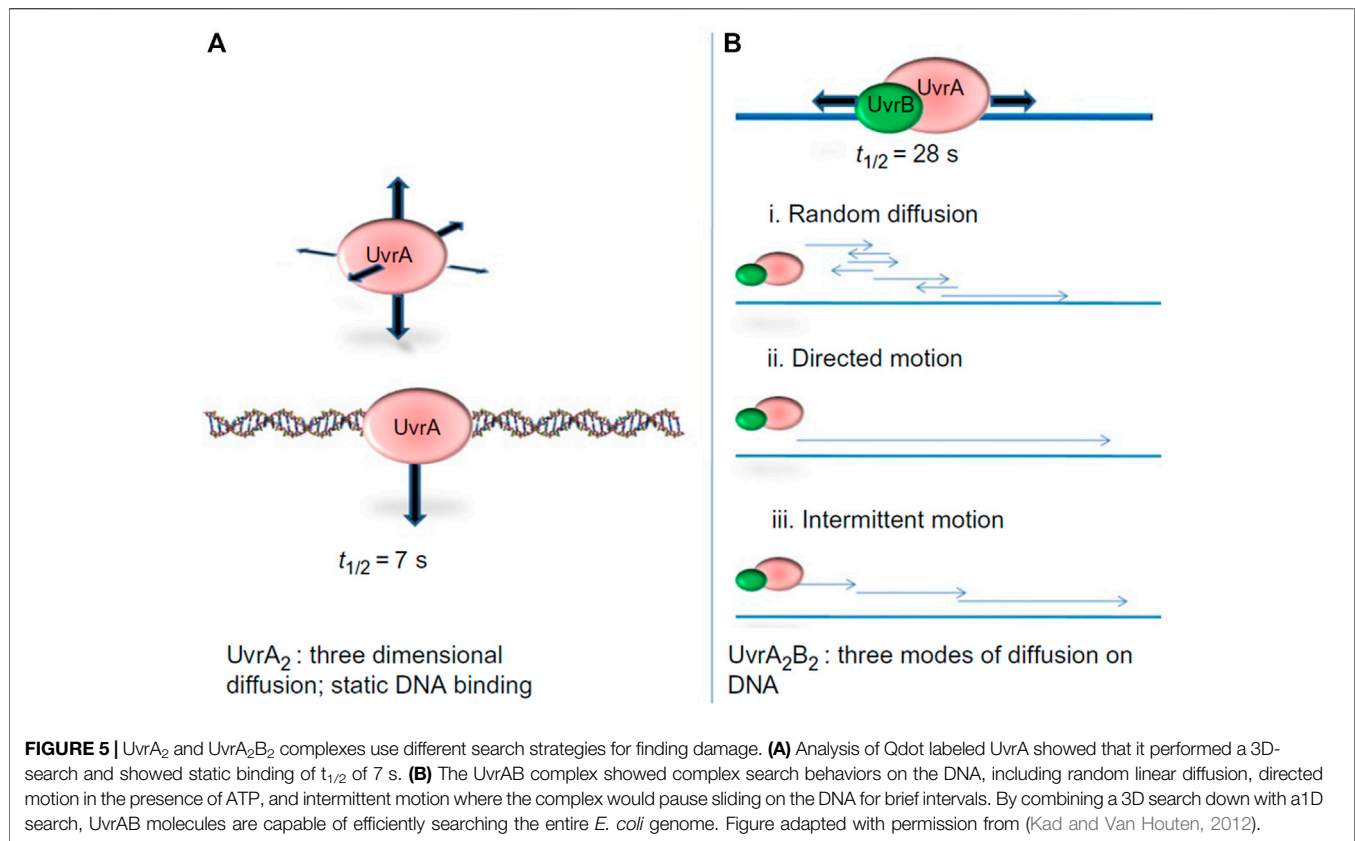 A
UvrA
UvrA
t1/2 = 7 s
UvrA2 : three dimensional
diffusion; static DNA binding
B
UvrA
UvrB
t1/2 = 28 s
i. Random diffusion
ii. Directed motion
iii. Intermittent motion
UvrA2B2 : three modes of diffusion on
DNA
FIGURE 5 | UvrA2 and UvrA2B2 complexes use different search strategies for finding damage. (A) Analysis of Qdot labeled UvrA showed that it performed a 3D-
search and showed static binding of t1/2 of 7 s. (B) The UvrAB complex showed complex search behaviors on the DNA, including random linear diffusion, directed
motion in the presence of ATP, and intermittent motion where the complex would pause sliding on the DNA for brief intervals. By combining a 3D search down with a1D
search, UvrAB molecules are capable of efficiently searching the entire E. coli genome. Figure adapted with permission from (Kad and Van Houten, 2012).